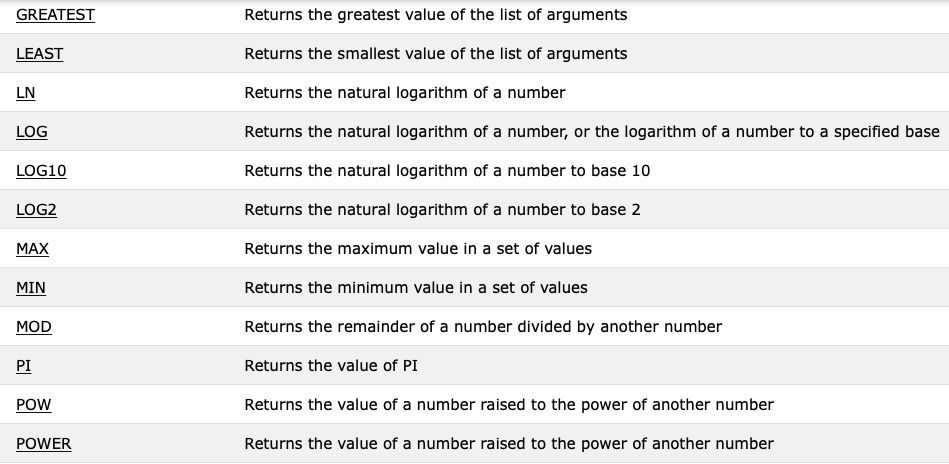 GREATEST Returns the greatest value of the list of arguments
LEAST Returns the smallest value of the list of arguments
LN Returns the natural logarithm of a number
LOG Returns the natural logarithm of a number, or the logarithm of a number to a specified base
LOG10 Returns the natural logarithm of a number to base 10
LOG2 Returns the natural logarithm of a number to base 2
MAX Returns the maximum value in a set of values
MIN Returns the minimum value in a set of values
MOD Returns the remainder of a number divided by another number
PI Returns the value of PI
POW Returns the value of a number raised to the power of another number
POWER Returns the value of a number raised to the power of another number